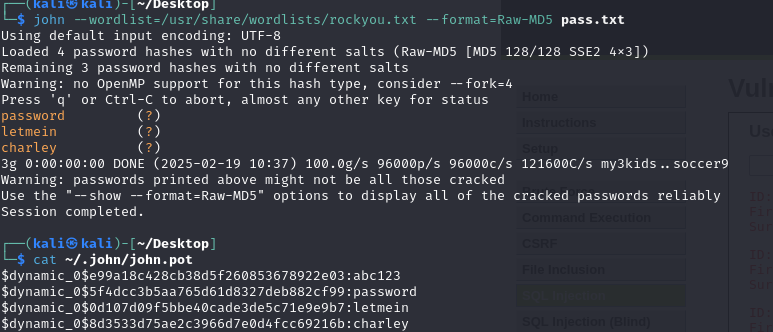 (kali㉿kali)-[~/Desktop]
$ john --wordlist=/usr/share/wordlists/rockyou.txt --format=Raw-MD5 pass.txt
Using default input encoding: UTF-8
Loaded 4 password hashes with no different salts (Raw-MD5 [MD5 128/128 SSE2 4×3])
Remaining 3 password hashes with no different salts
Warning: no OpenMP support for this hash type, consider --fork=4
Press 'q' or Ctrl-C to abort, almost any other key for status
password (?)
letmein (?)
charley (?)
3g 0:00:00:00 DONE (2025-02-19 10:37) 100.0g/s 96000p/s 96000c/s 121600C/s my3kids..soccer9
Warning: passwords printed above might not be all those cracked
Use the "--show --format=Raw-MD5" options to display all of the cracked passwords reliably
Session completed.
(kali㉿kali)-[~/Desktop]
$ cat ~/.john/john.pot
$dynamic_0$e99a18c428cb38d5f260853678922e03:abc123
$dynamic_0$5f4dcc3b5aa765d61d8327deb882cf99:password
$dynamic_0$0d107d09f5bbe40cade3de5c71e9e9b7:letmein
$dynamic_0$8d3533d75ae2c3966d7e0d4fcc69216b:charley
Home
Instructions
Setup
Command Execution
CSRF
File Inclusion
SQL Injection
SQL Injection (Blind)